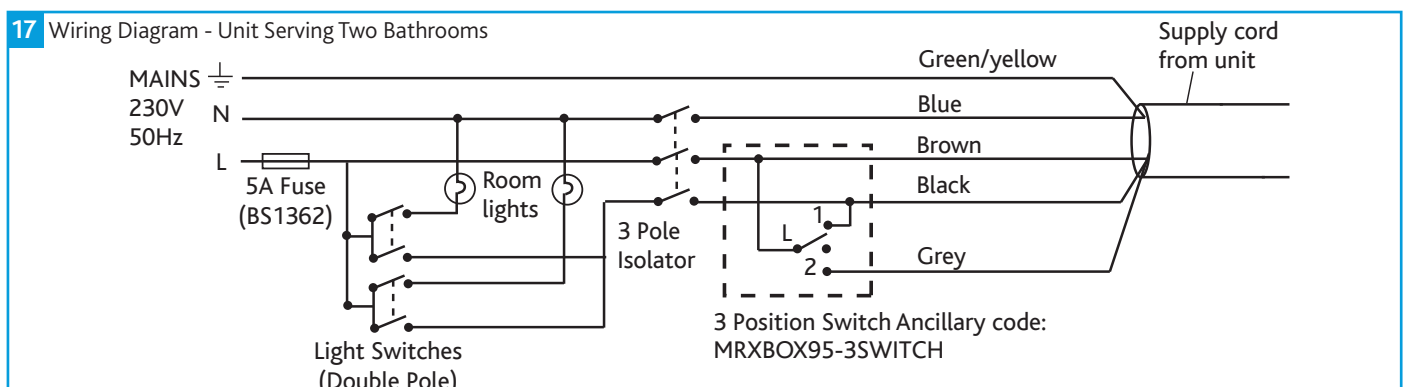 17 Wiring Diagram - Unit Serving Two Bathrooms
Supply cord
from unit
Green/yellow
MAINS
230V
50Hz
N
Blue
L
Brown
5A Fuse
(BS1362)
Room
lights
Black
3 Pole
Isolator
1
L
2
Grey
3 Position Switch Ancillary code:
MRXBOX95-3SWITCH
Light Switches
(Double Pole)